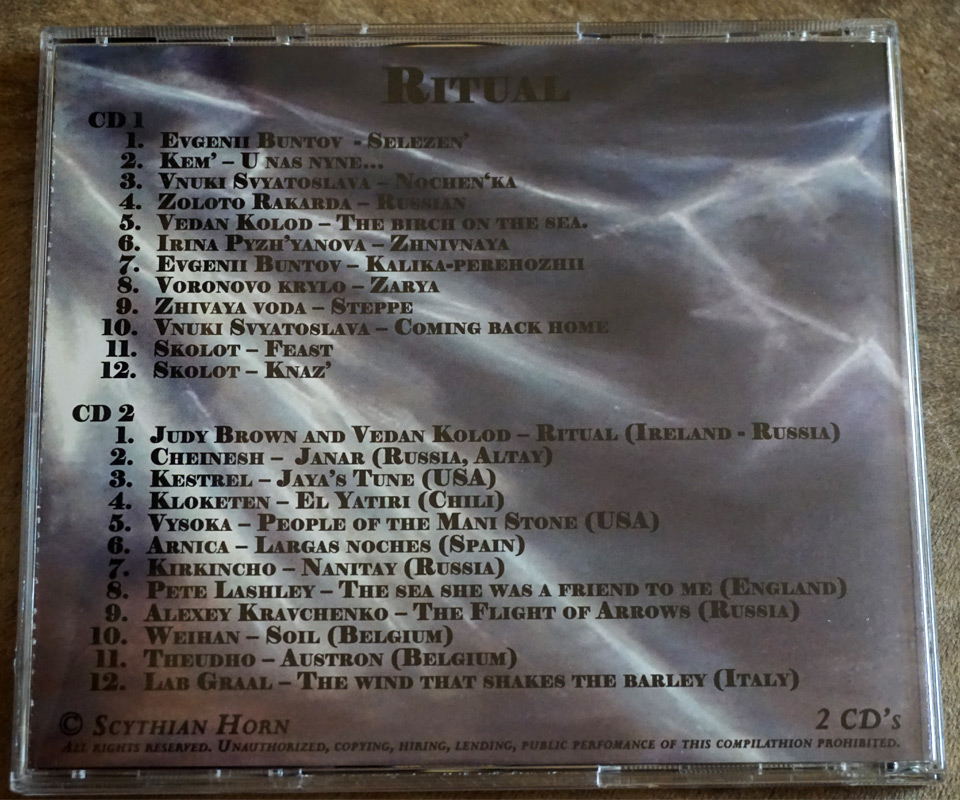 RITUAL
CD 1
1. EVGENII BUNTOV - SELEZEN'
2. KEM' – U NAS NYNE...
3. VNUKI SVYATOSLAVA – NOCHEN'KA
4. ZOLOTO RAKARDA – RUSSIAN
5. VEDAN KOLOD – THE BIRCH ON THE SEA.
6. IRINA PYZH'YANOVA – ZHNIVNAYA
7. EVGENII BUNTOV – KALIKA-PEREHOZHII
8. VORONOVO KRYLO – ZARYA
9. ZHIVAYA VODA – STEPPE
10. VNUKI SVYATOSLAVA – COMING BACK HOME
11. SKOLOT – FEAST
12. SKOLOT – KNAZ'
CD 2
1. JUDY BROWN AND VEDAN KOLOD – RITUAL (IRELAND - RUSSIA)
2. CHEINESH – JANAR (RUSSIA, ALTAY)
3. KESTREL – JAYA'S TUNE (USA)
4. KLOKETEN – EL YATIRI (CHILI)
5. VYSOKA – PEOPLE OF THE MANI STONE (USA)
6. ARNICA – LARGAS NOCHES (SPAIN)
7. KIRKINCHO – NANITAY (RUSSIA)
8. PETE LASHLEY – THE SEA SHE WAS A FRIEND TO ME (ENGLAND)
9. ALEXEY KRAVCHENKO – THE FLIGHT OF ARROWS (RUSSIA)
10. WEIHAN – SOIL (BELGIUM)
11. THEUDHO – AUSTRON (BELGIUM)
12. LAB GRAAL – THE WIND THAT SHAKES THE BARLEY (ITALY)
© SCYTHIAN HORN 2 CD'S
ALL RIGHTS RESERVED. UNAUTHORIZED, COPYING, HIRING, LENDING, PUBLIC PERFOMANCE OF THIS COMPILATHION PROHIBITED.